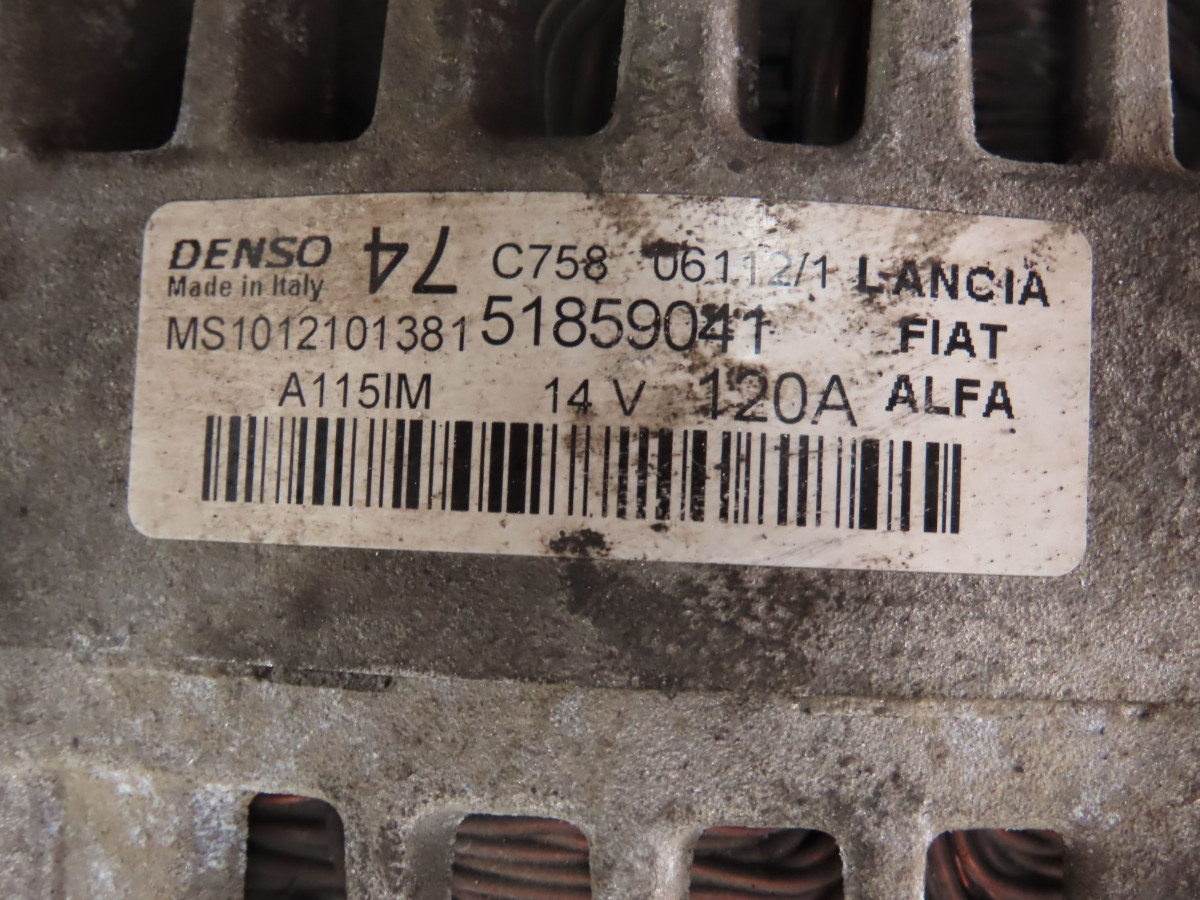 DENSO 74 C758 06112/1 LANCIA
Made in Italy
MS1012101381 51859041 FIAT
A115IM 14 V 120A ALFA